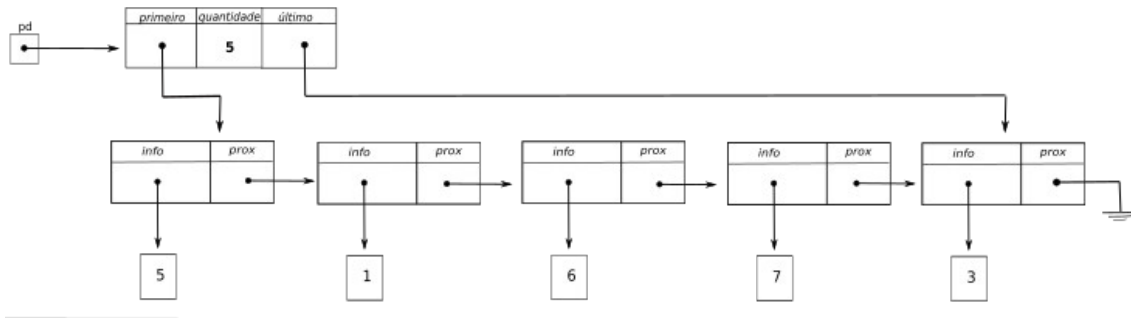 pd
primeiro quantidade último
5
info prox info prox info prox info prox info prox
5 1 6 7 3